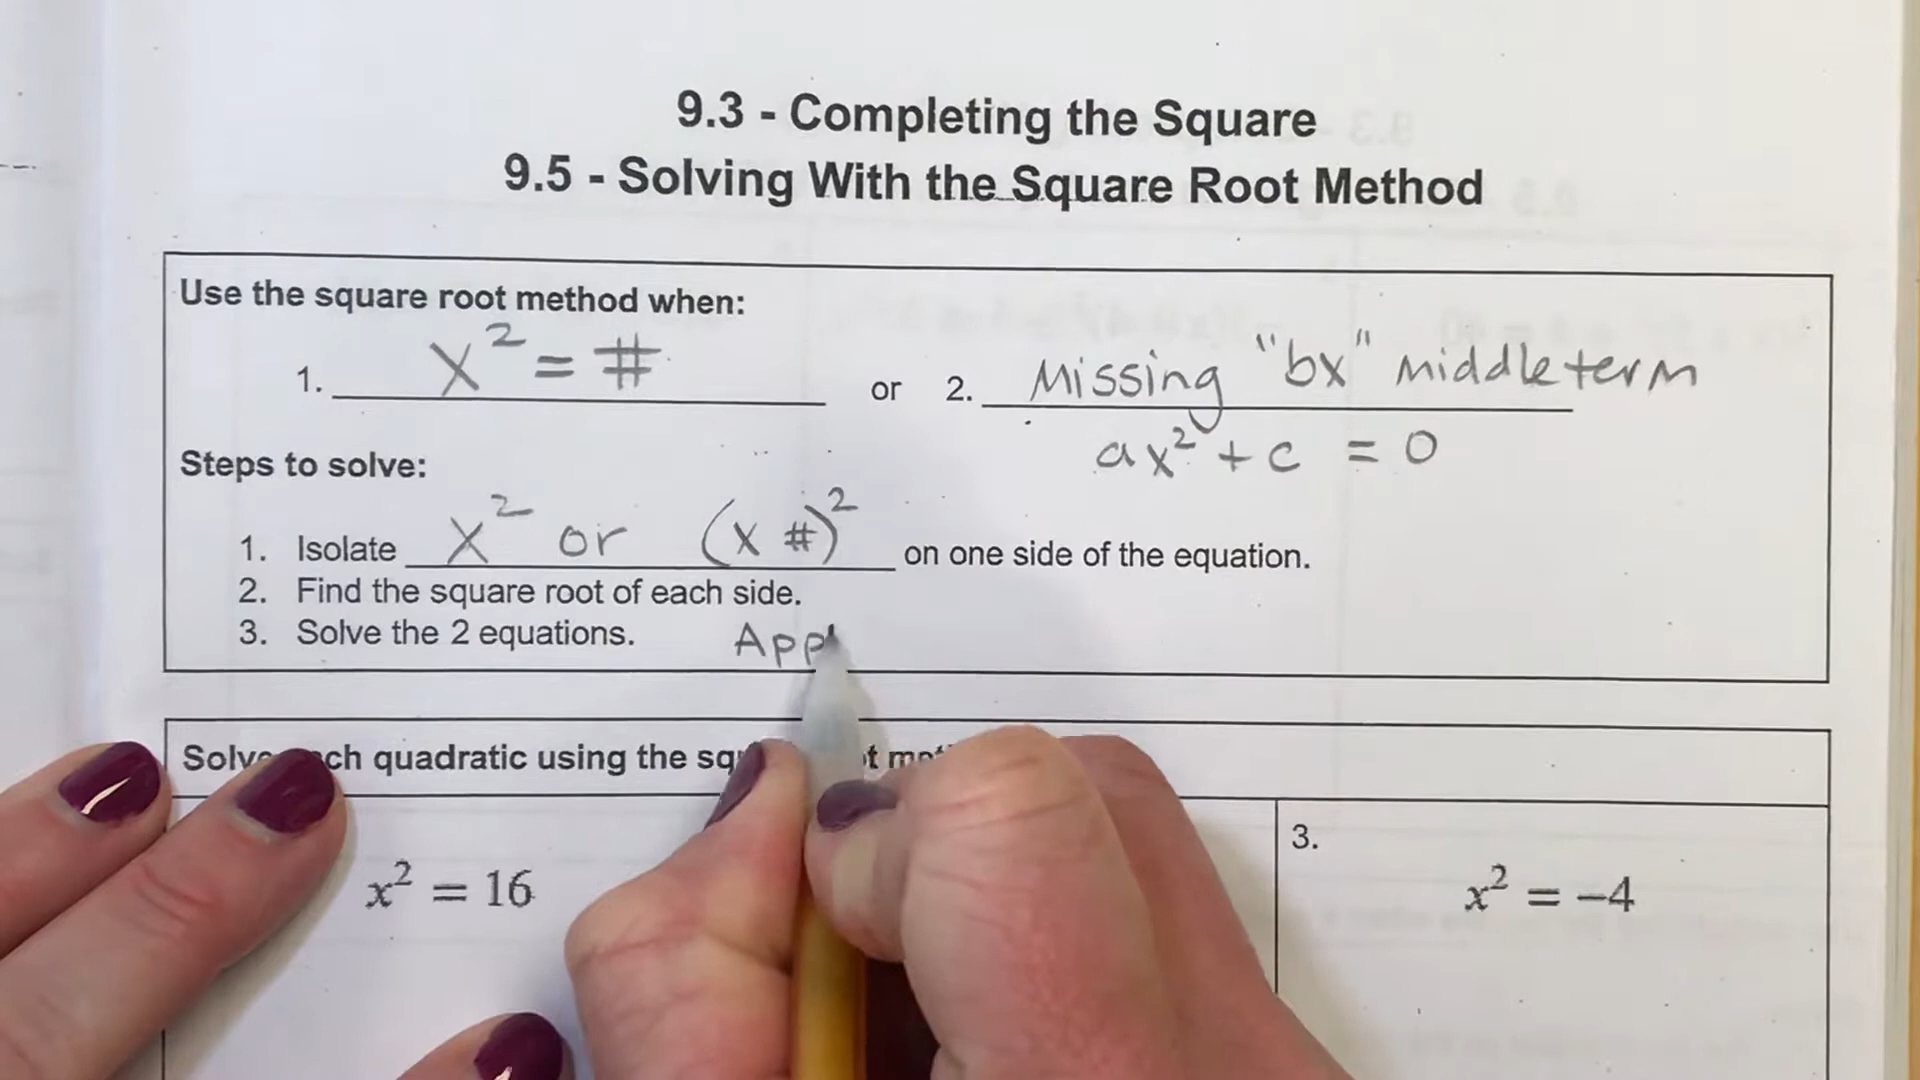 9.3 - Completing the Square
9.5 - Solving With the Square Root Method
Use the square root method when:
1. x² = # or 2. Missing "bx" middle term
ax² + c = 0
Steps to solve:
1. Isolate x² or (x #)² on one side of the equation.
2. Find the square root of each side.
3. Solve the 2 equations. App
quadratic using the
3.
x² = 16
x² = −4